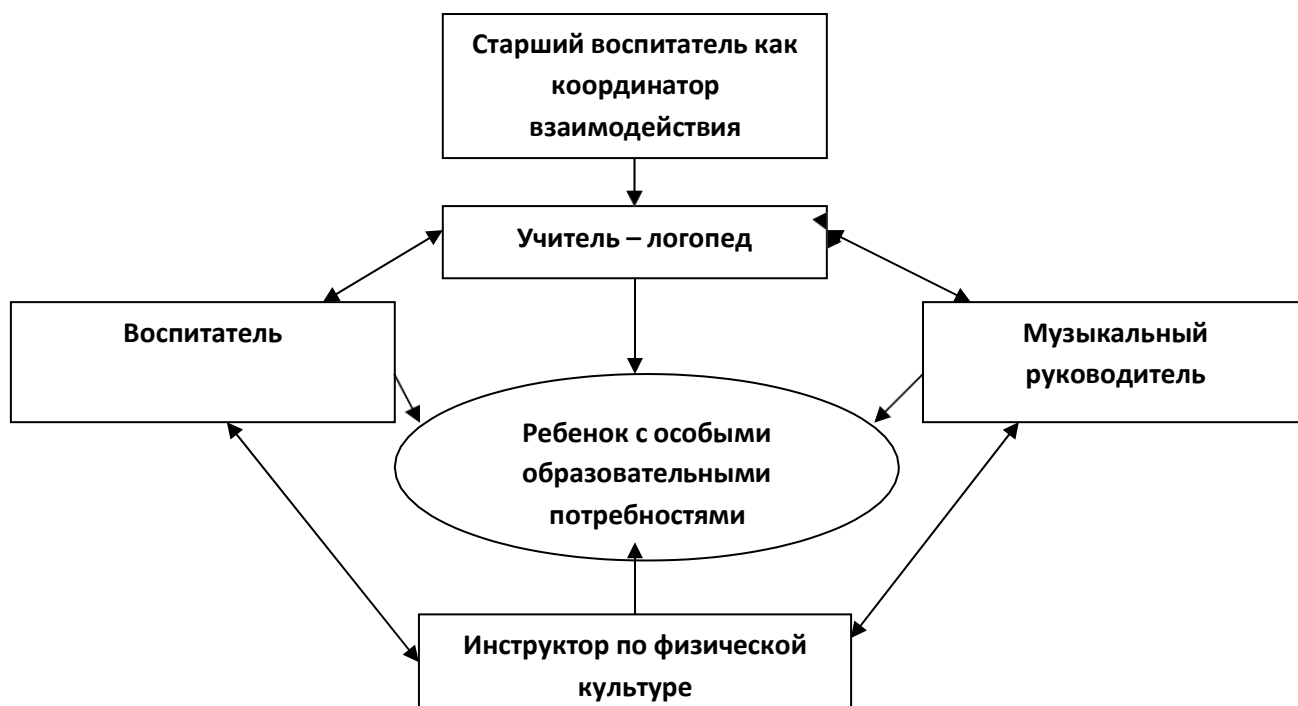 Старший воспитатель как
координатор
взаимодействия
Учитель – логопед
Воспитатель
Музыкальный
руководитель
Ребенок с особыми
образовательными
потребностями
Инструктор по физической
культуре